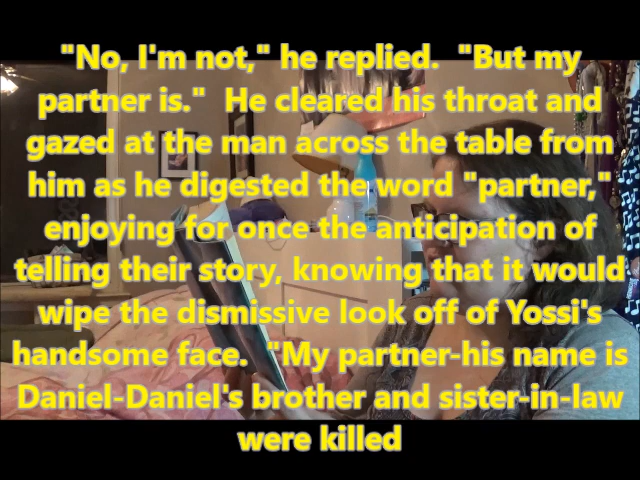 "No, I'm not," he replied.  "But my
partner is."  He cleared his throat and
gazed at the man across the table from
him as he digested the word "partner,"
enjoying for once the anticipation of
telling their story, knowing that it would
wipe the dismissive look off of Yossi's
handsome face.  "My partner-his name is
Daniel-Daniel's brother and sister-in-law
were killed